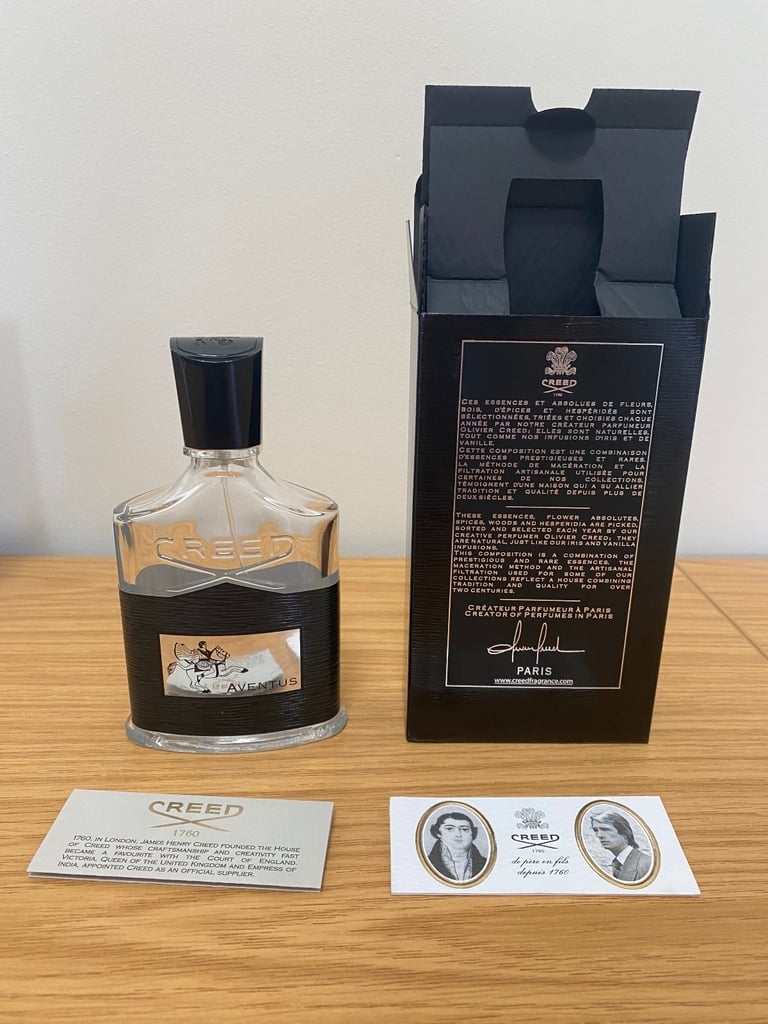 CREED
AVENTUS
CREED
1760
CES ESSENCES ET ABSOLUES DE FLEURS,
BOIS, D'ÉPICES ET HESPÉRIDÉS SONT
SÉLECTIONNÉES, TRIÉES ET CHOISIES CHAQUE
ANNÉE PAR NOTRE CRÉATEUR PARFUMEUR
OLIVIER CREED; ELLES SONT NATURELLES,
TOUT COMME NOS INFUSIONS D'IRIS ET DE
VANILLE.
CETTE COMPOSITION EST UNE COMBINAISON
D'ESSENCES PRESTIGIEUSES ET RARES.
LA MÉTHODE DE MACÉRATION ET LA
FILTRATION ARTISANALE UTILISÉE POUR
CERTAINES DE NOS COLLECTIONS,
TÉMOIGNENT D'UNE MAISON QUI A SU ALLIER
TRADITION ET QUALITÉ DEPUIS PLUS DE
DEUX SIÈCLES.
THESE ESSENCES, FLOWER ABSOLUTES,
SPICES, WOODS AND HESPERIDIA ARE PICKED,
SORTED AND SELECTED EACH YEAR BY OUR
CREATIVE PERFUMER OLIVIER CREED; THEY
ARE NATURAL, JUST LIKE OUR IRIS AND VANILLA
INFUSIONS.
THIS COMPOSITION IS A COMBINATION OF
PRESTIGIOUS AND RARE ESSENCES. THE
MACERATION METHOD AND THE ARTISANAL
FILTRATION USED FOR SOME OF OUR
COLLECTIONS REFLECT A HOUSE COMBINING
TRADITION AND QUALITY FOR OVER
TWO CENTURIES.
CRÉATEUR PARFUMEUR À PARIS
CREATOR OF PERFUMES IN PARIS
PARIS
www.creedfragrance.com
CREED
1760
1760, IN LONDON, JAMES HENRY CREED FOUNDED THE HOUSE
OF CREED WHOSE CRAFTSMANSHIP AND CREATIVITY FAST
BECAME A FAVOURITE WITH THE COURT OF ENGLAND.
VICTORIA, QUEEN OF THE UNITED KINGDOM AND EMPRESS OF
INDIA, APPOINTED CREED AS AN OFFICIAL SUPPLIER.
CREED
1760
de père en fils
depuis 1760